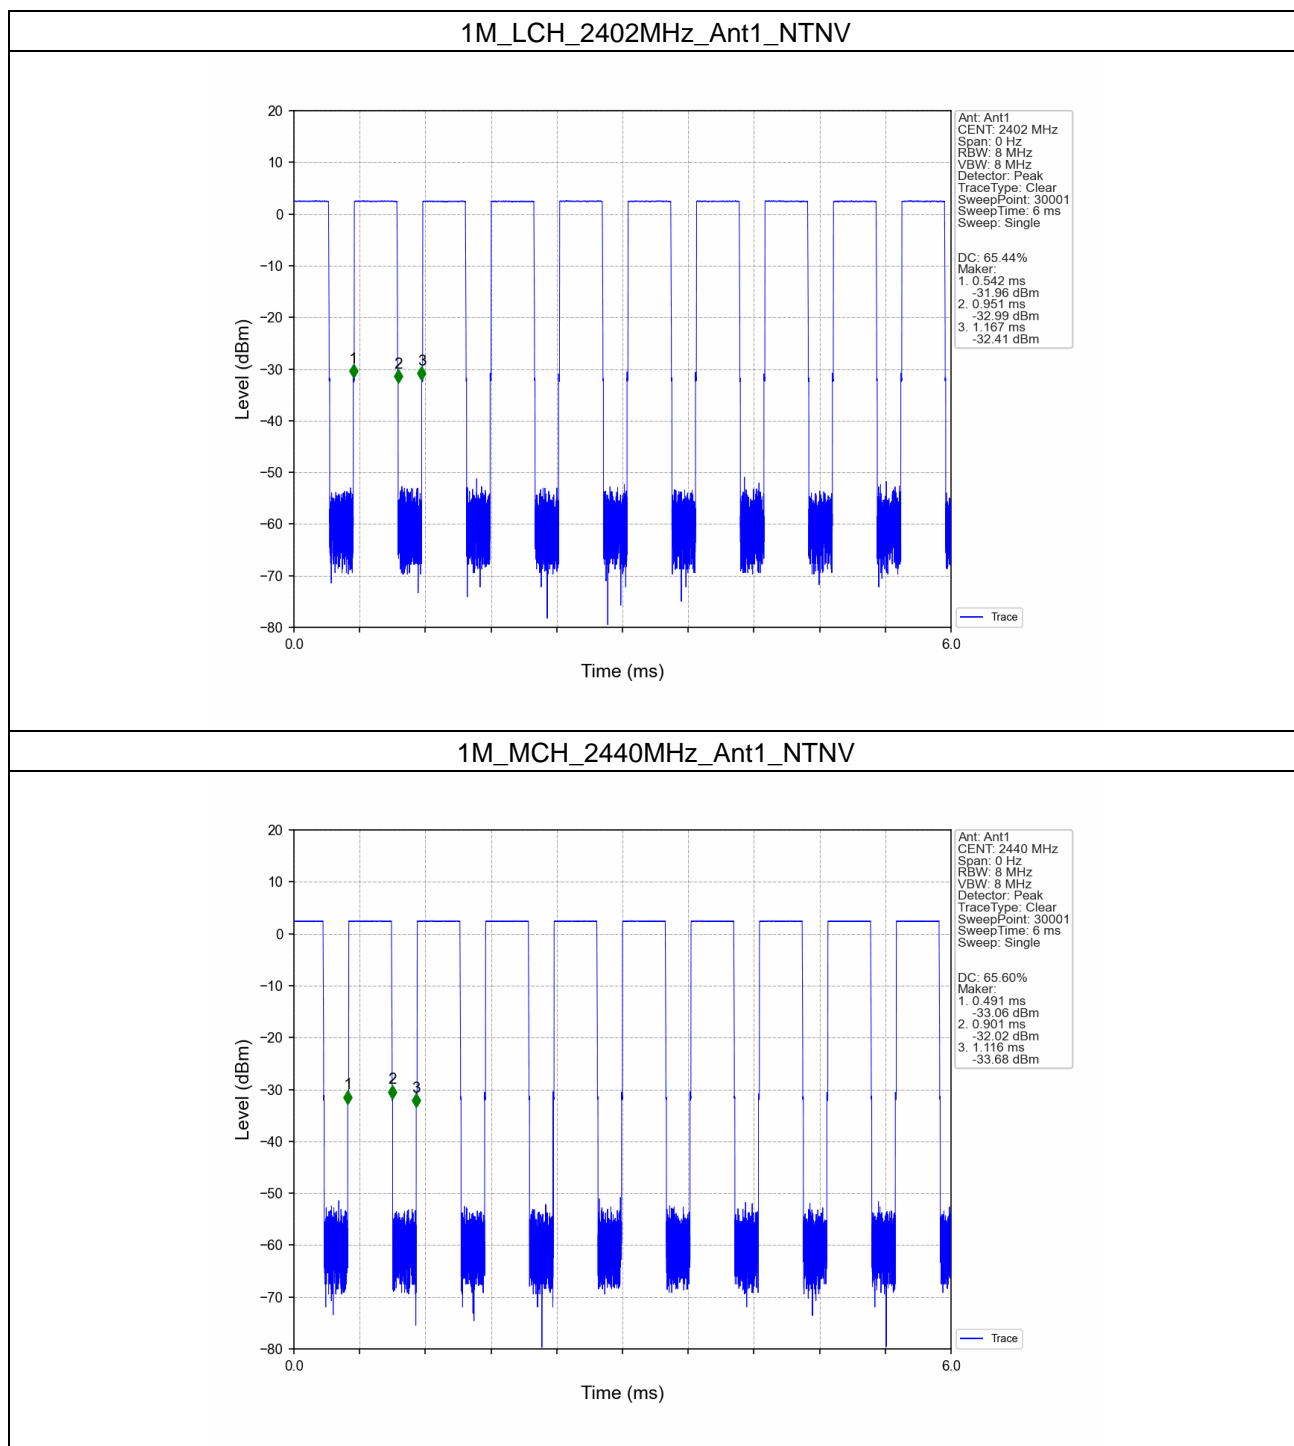 1M_LCH_2402MHz_Ant1_NTNV
20
10
0
−10
−20
−30
−40
−50
−60
−70
−80
Level (dBm)
1
2
3
0.0
6.0
Time (ms)
Ant: Ant1
CENT: 2402 MHz
Span: 0 Hz
RBW: 8 MHz
VBW: 8 MHz
Detector: Peak
TraceType: Clear
SweepPoint: 30001
SweepTime: 6 ms
Sweep: Single
DC: 65.44%
Maker:
1. 0.542 ms
-31.96 dBm
2. 0.951 ms
-32.99 dBm
3. 1.167 ms
-32.41 dBm
Trace
1M_MCH_2440MHz_Ant1_NTNV
20
10
0
−10
−20
−30
−40
−50
−60
−70
−80
Level (dBm)
1
2
3
0.0
6.0
Time (ms)
Ant: Ant1
CENT: 2440 MHz
Span: 0 Hz
RBW: 8 MHz
VBW: 8 MHz
Detector: Peak
TraceType: Clear
SweepPoint: 30001
SweepTime: 6 ms
Sweep: Single
DC: 65.60%
Maker:
1. 0.491 ms
-33.06 dBm
2. 0.901 ms
-32.02 dBm
3. 1.116 ms
-33.68 dBm
Trace